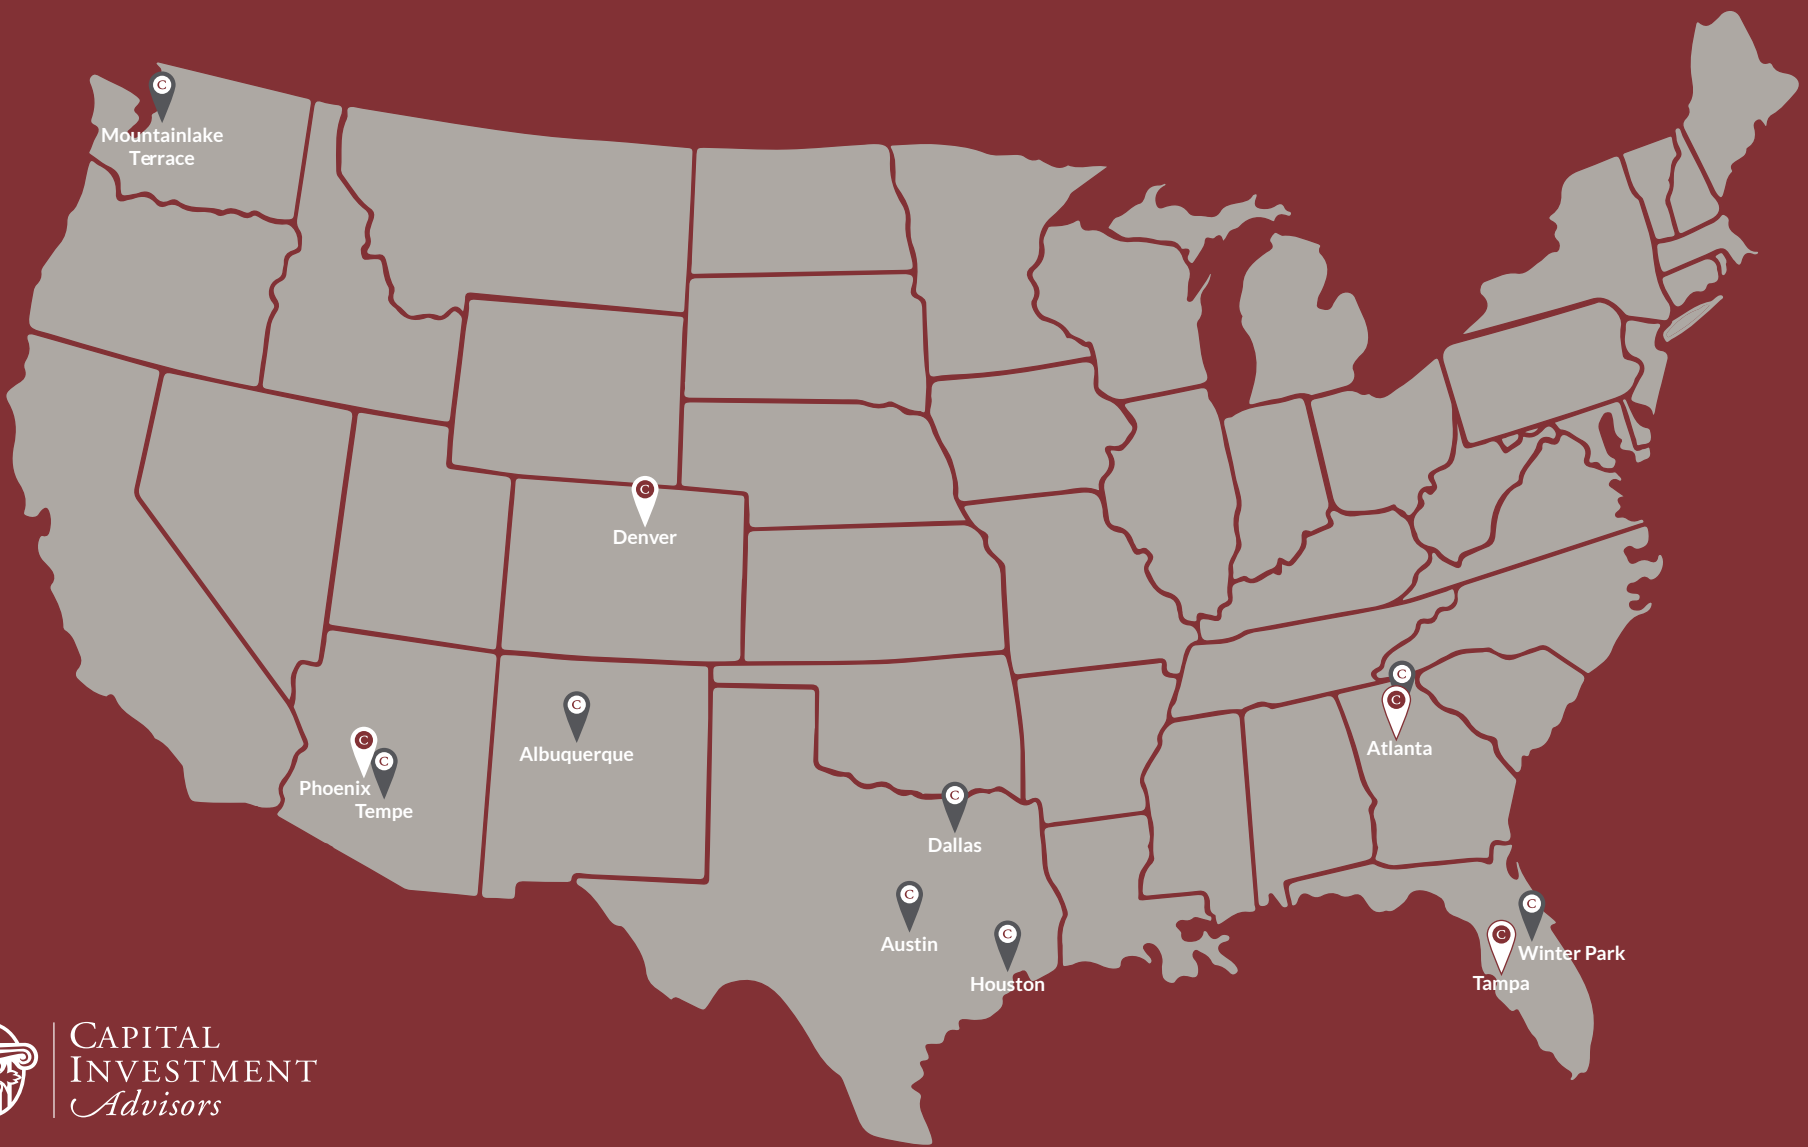 Mountainlake
Terrace
Denver
Albuquerque
Atlanta
Phoenix
Tempe
Dallas
Austin
Houston
Winter Park
Tampa
C
C
C
C
C
C
C
C
C
C
C
C
CAPITAL
INVESTMENT
Advisors